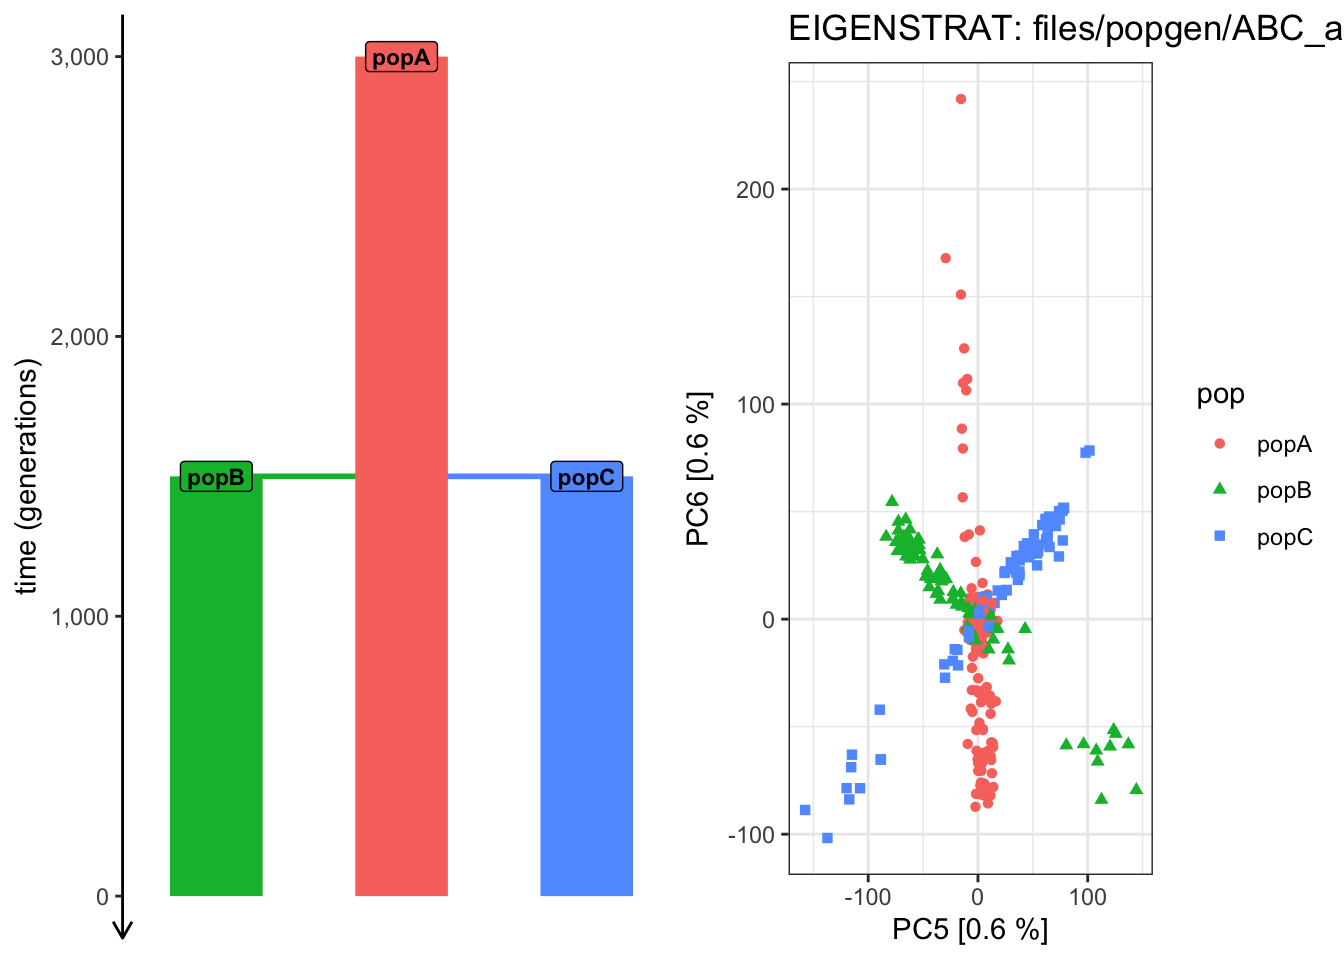 3,000
2,000
1,000
0
time (generations)
popA
popB
popC
EIGENSTRAT: files/popgen/ABC_a
200
100
0
-100
PC6 [0.6 %]
-100 0 100
PC5 [0.6 %]
pop
popA
popB
popC